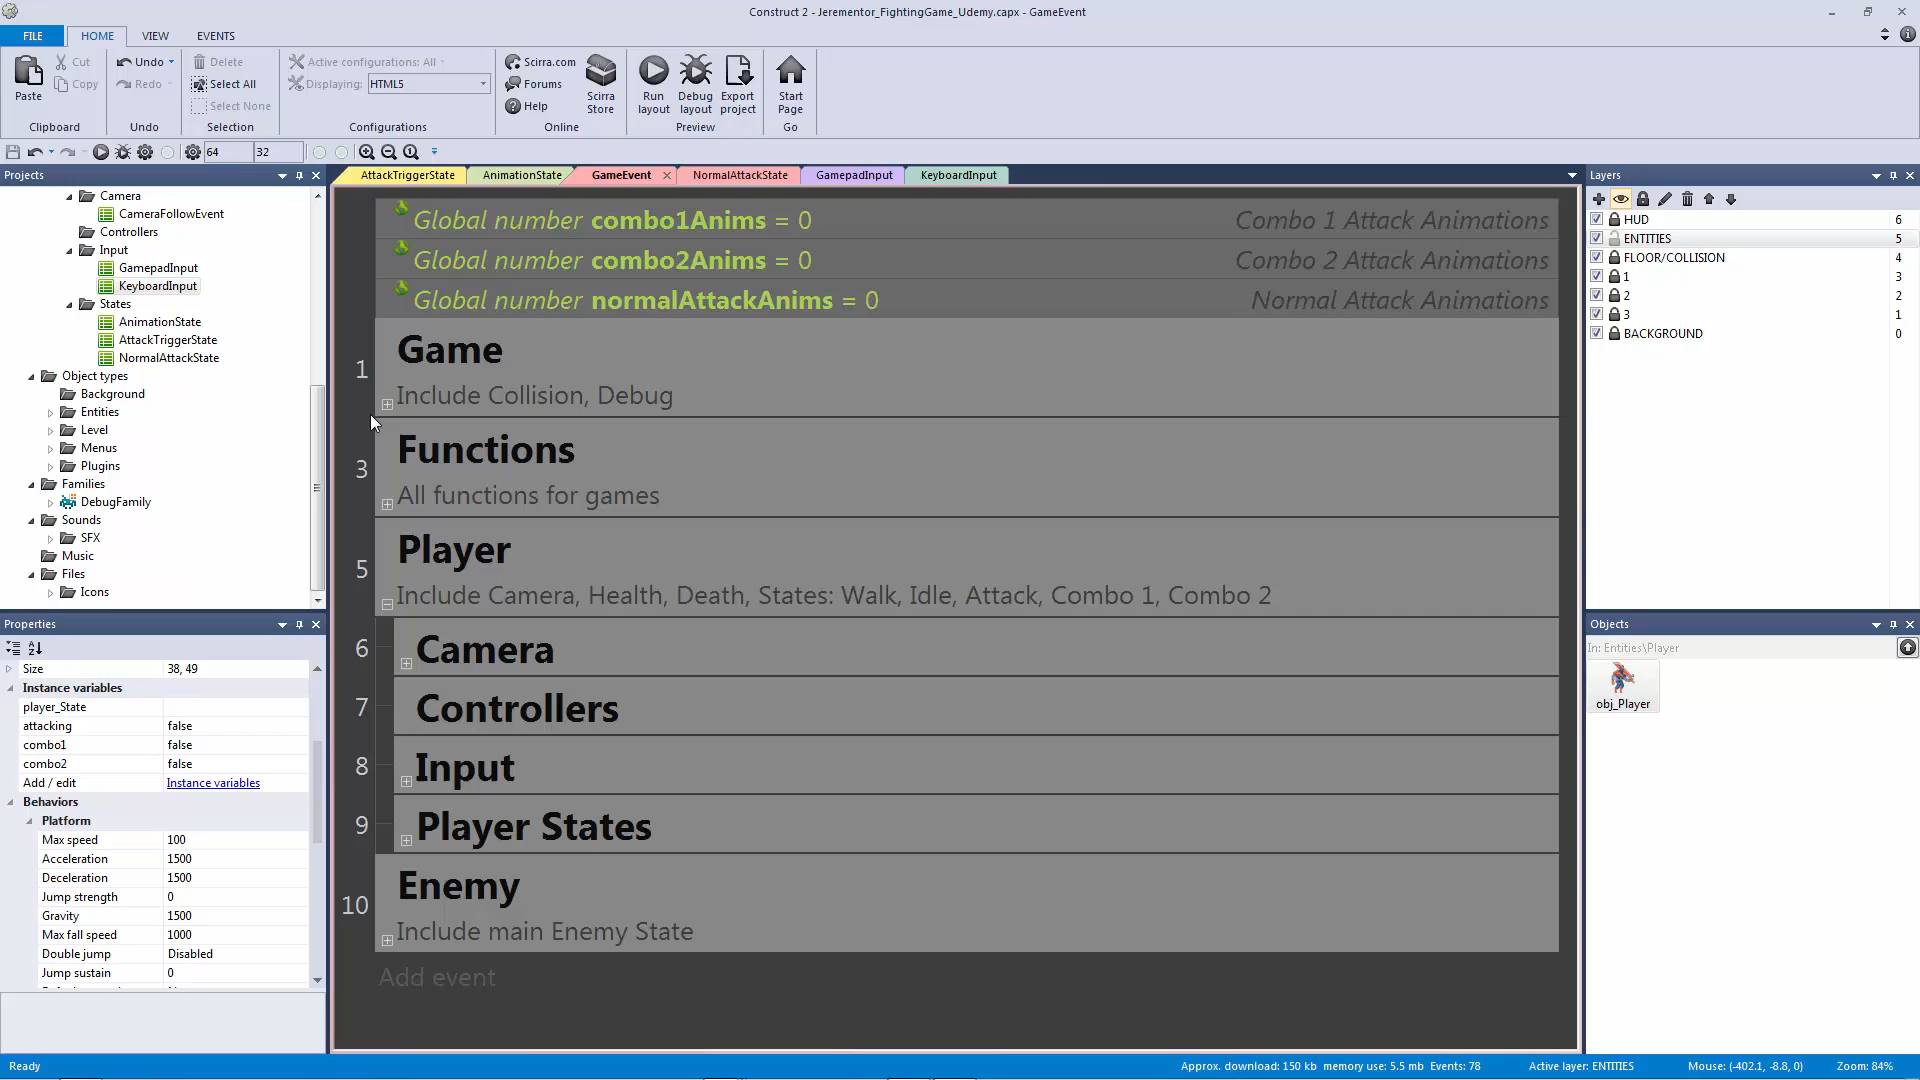 Construct 2 - Jerementor_FightingGame_Udemy.capx - GameEvent
FILE
HOME
VIEW
EVENTS
Paste
Cut
Copy
Clipboard
Undo
Redo
Undo
Delete
Select All
Select None
Selection
Active configurations: All
Displaying:
HTML5
Configurations
Scirra.com
Forums
Help
Scirra Store
Online
Run layout
Debug layout
Export project
Preview
Start Page
Go
64
32
Projects
Camera
CameraFollowEvent
Controllers
Input
GamepadInput
KeyboardInput
States
AnimationState
AttackTriggerState
NormalAttackState
Object types
Background
Entities
Level
Menus
Plugins
Families
DebugFamily
Sounds
SFX
Music
Files
Icons
Properties
Size 38, 49
Instance variables
player_State
attacking false
combo1 false
combo2 false
Add / edit Instance variables
Behaviors
Platform
Max speed 100
Acceleration 1500
Deceleration 1500
Jump strength 0
Gravity 1500
Max fall speed 1000
Double jump Disabled
Jump sustain 0
AttackTriggerState
AnimationState
GameEvent
NormalAttackState
GamepadInput
KeyboardInput
Global number combo1Anims = 0 Combo 1 Attack Animations
Global number combo2Anims = 0 Combo 2 Attack Animations
Global number normalAttackAnims = 0 Normal Attack Animations
1 Game
Include Collision, Debug
3 Functions
All functions for games
5 Player
Include Camera, Health, Death, States: Walk, Idle, Attack, Combo 1, Combo 2
6 Camera
7 Controllers
8 Input
9 Player States
10 Enemy
Include main Enemy State
Add event
Layers
HUD 6
ENTITIES 5
FLOOR/COLLISION 4
1 3
2 2
3 1
BACKGROUND 0
Objects
In: Entities\Player
obj_Player
Ready
Approx. download: 150 kb memory use: 5.5 mb Events: 78
Active layer: ENTITIES
Mouse: (-402.1, -8.8, 0)
Zoom: 84%